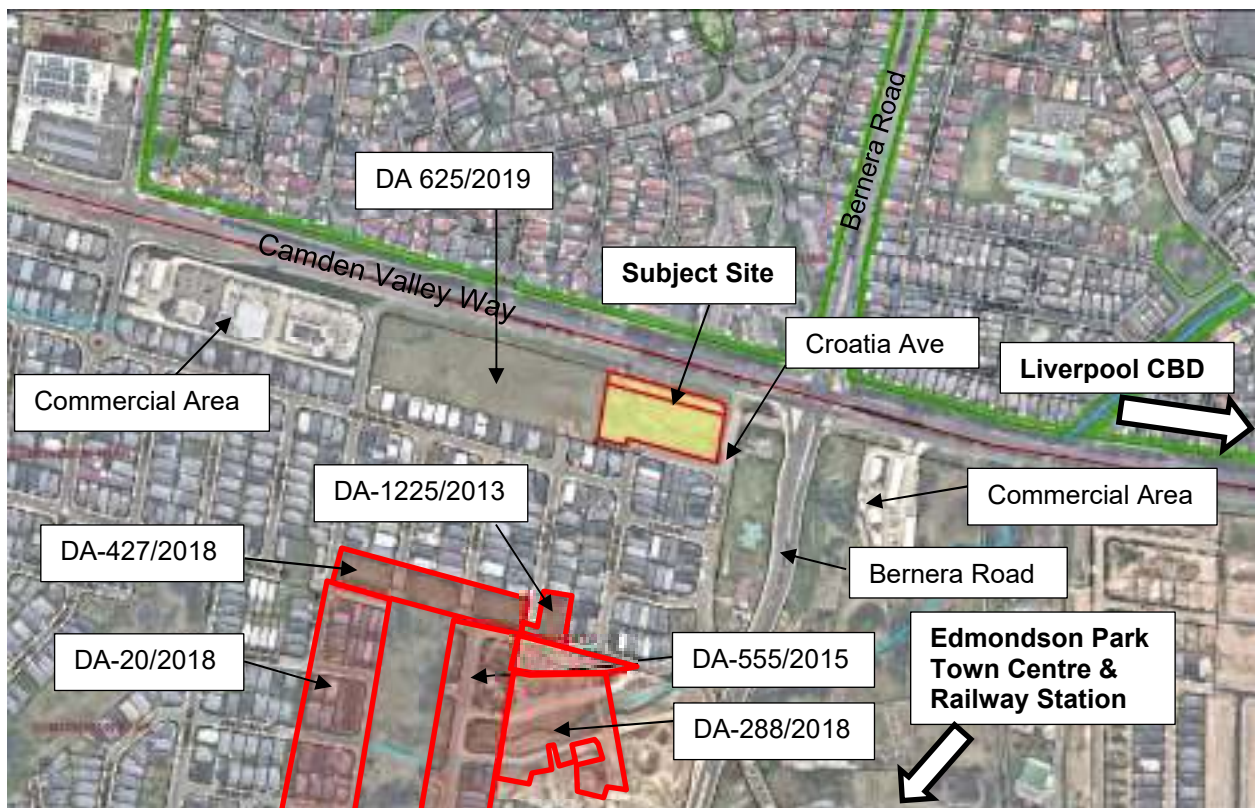 Bernera Road
DA 625/2019
Camden Valley Way
Subject Site
Croatia Ave
Liverpool CBD
Commercial Area
DA-1225/2013
Commercial Area
DA-427/2018
Bernera Road
DA-20/2018
DA-555/2015
Edmondson Park
Town Centre &
Railway Station
DA-288/2018